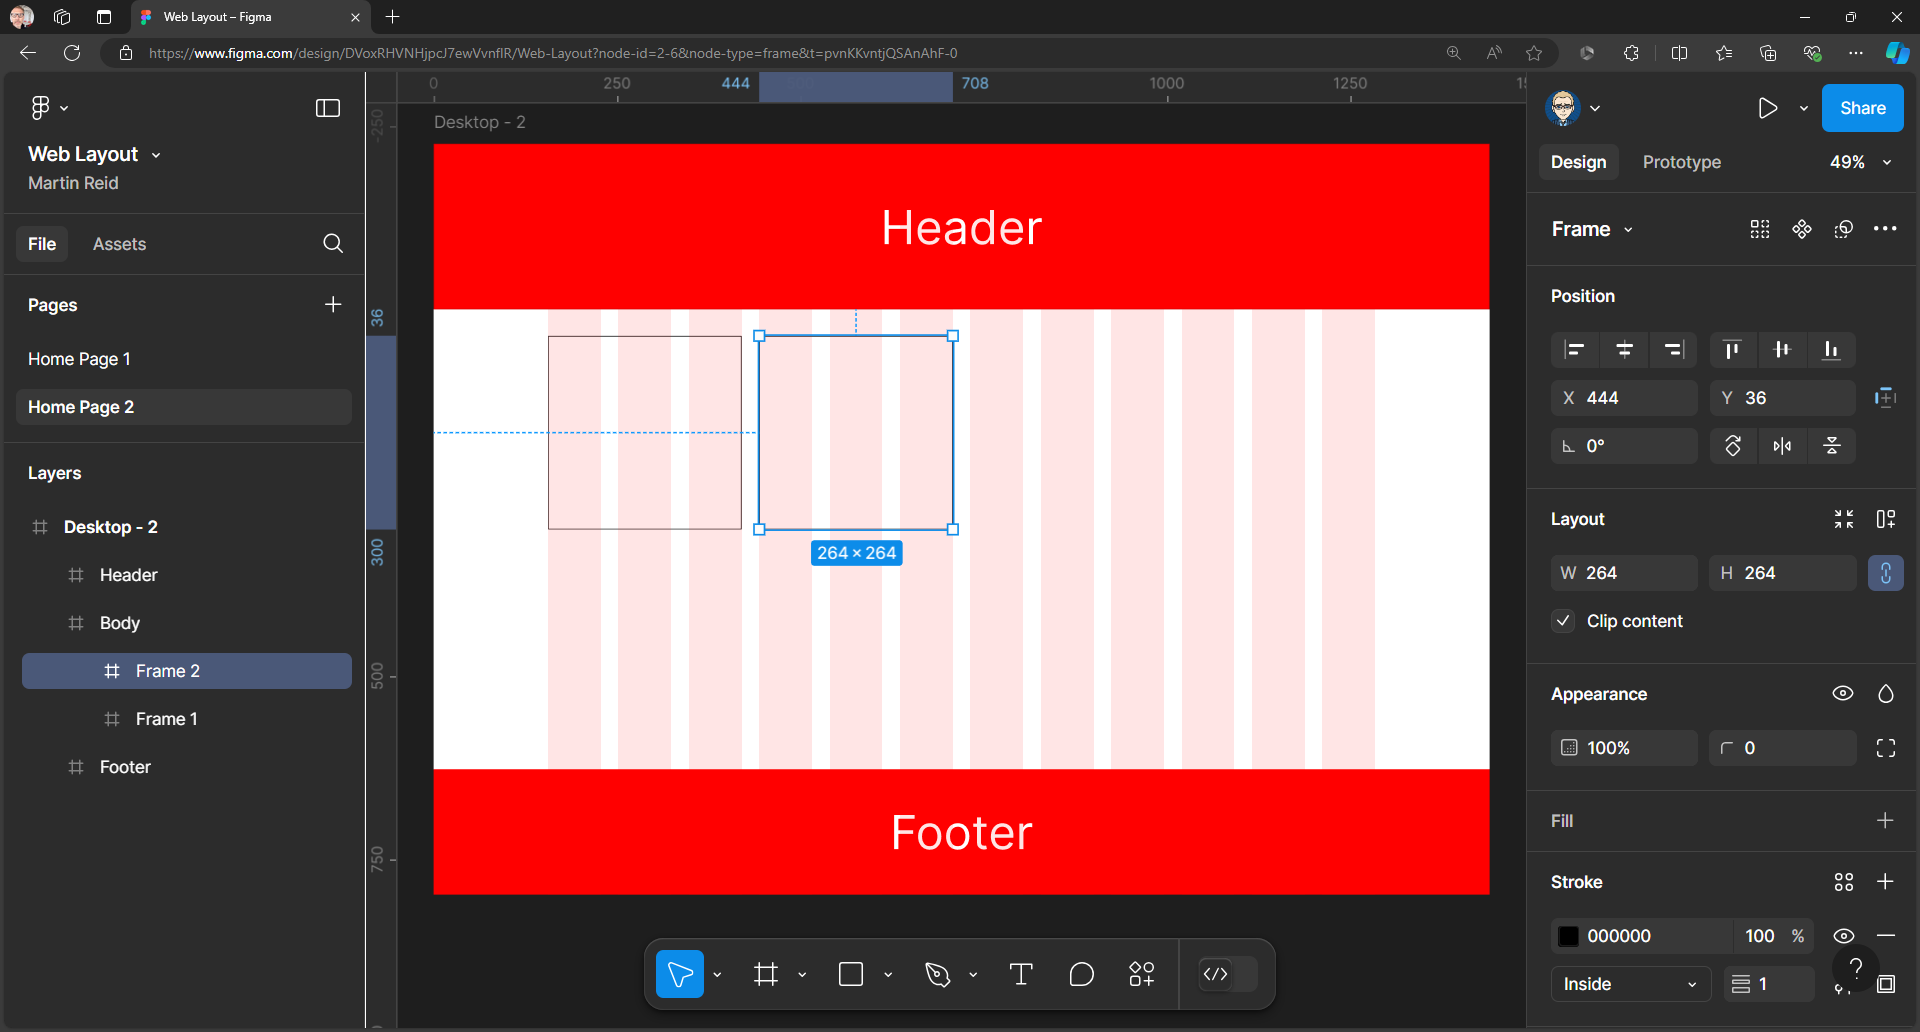 Web Layout – Figma
https://www.figma.com/design/DVoxRHVNHjpcJ7ewVvnflR/Web-Layout?node-id=2-6&node-type=frame&t=pvnKKvntjQSAnAhF-0
0 250 444 708 1000 1250
Web Layout
Martin Reid
File Assets
Pages
Home Page 1
Home Page 2
Layers
Desktop - 2
Header
Body
Frame 2
Frame 1
Footer
-250
36
300
500
750
Desktop - 2
Header
264 × 264
Footer
Share
Design Prototype 49%
Frame
Position
X 444 Y 36
0°
Layout
W 264 H 264
Clip content
Appearance
100% 0
Fill
Stroke
000000 100 %
Inside 1
?